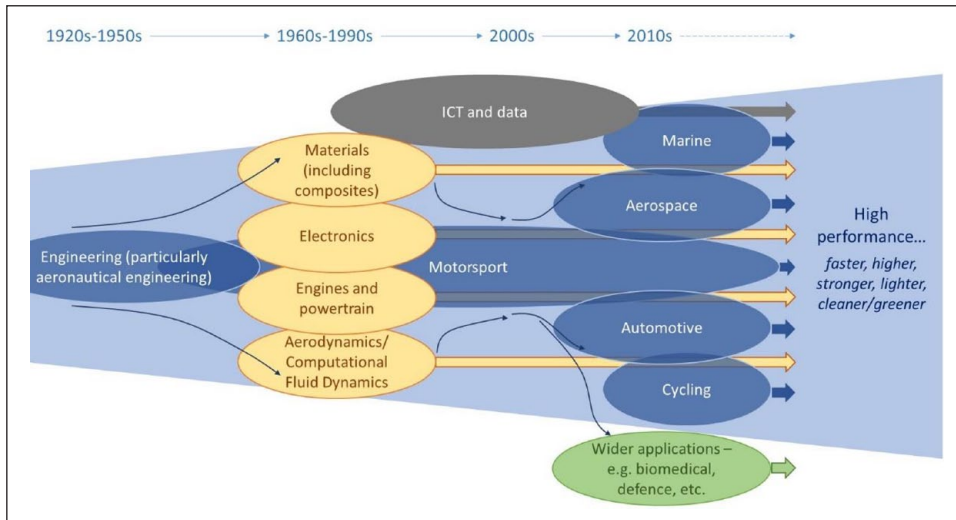 1920s-1950s
1960s-1990s
2000s
2010s
ICT and data
Marine
Materials
(including
composites)
Aerospace
Electronics
Engineering (particularly
aeronautical engineering)
Motorsport
Engines and
powertrain
Automotive
Aerodynamics/
Computational
Fluid Dynamics
Cycling
Wider applications –
e.g. biomedical,
defence, etc.
High
performance...
faster, higher,
stronger, lighter,
cleaner/greener